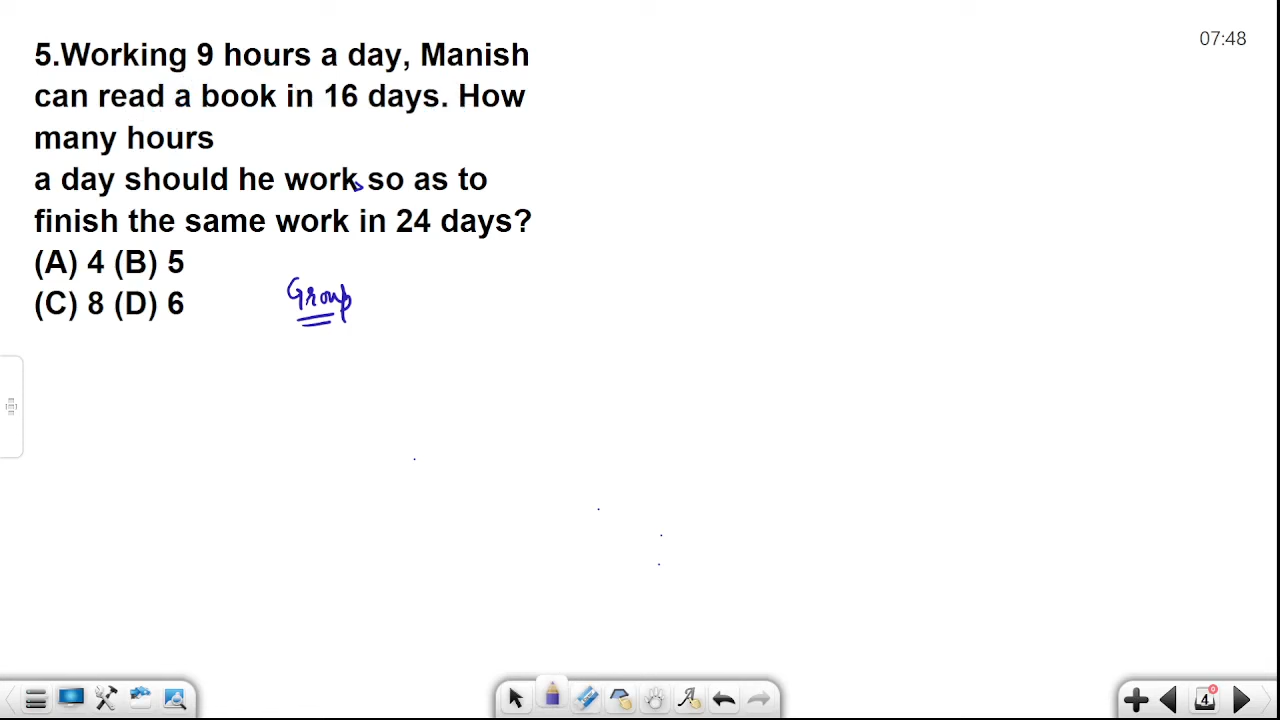 07:48
5.Working 9 hours a day, Manish
can read a book in 16 days. How
many hours
a day should he work so as to
finish the same work in 24 days?
(A) 4 (B) 5
(C) 8 (D) 6
Group
4